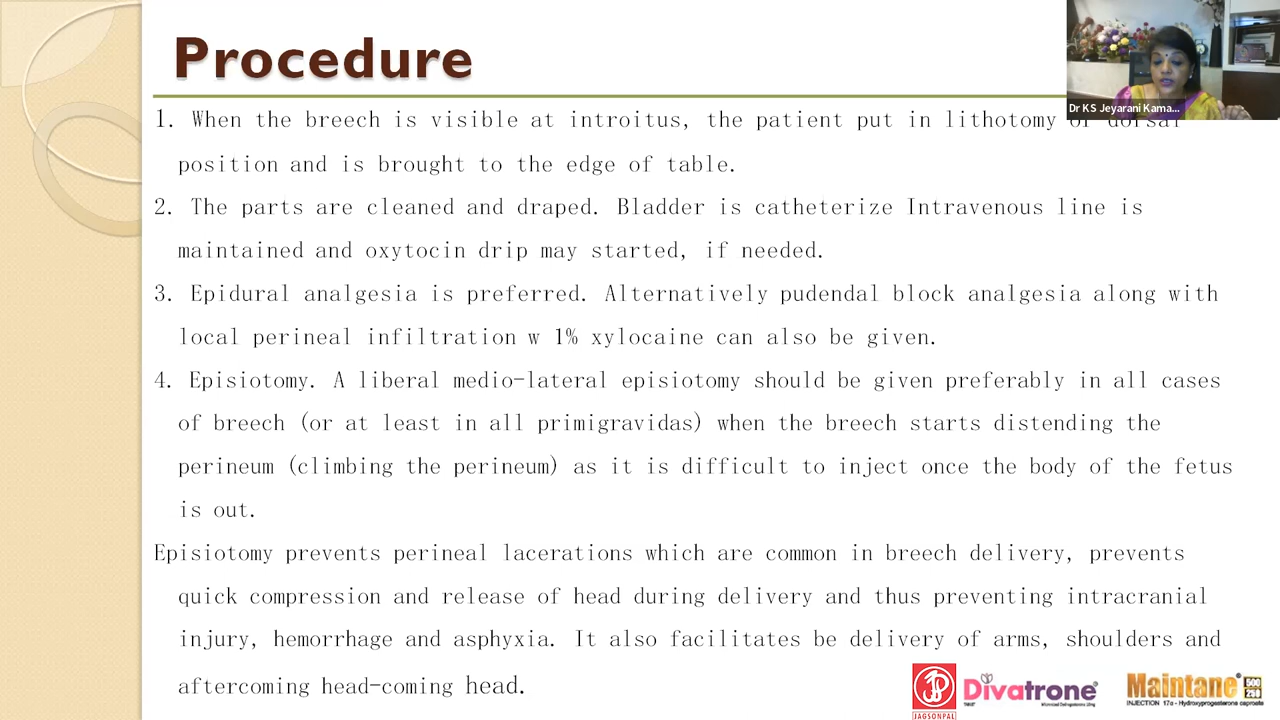 Procedure
Dr KS Jeyarani Kama...
1. When the breech is visible at introitus, the patient put in lithotomy or dorsal
position and is brought to the edge of table.
2. The parts are cleaned and draped. Bladder is catheterize Intravenous line is
maintained and oxytocin drip may started, if needed.
3. Epidural analgesia is preferred. Alternatively pudendal block analgesia along with
local perineal infiltration w 1% xylocaine can also be given.
4. Episiotomy. A liberal medio-lateral episiotomy should be given preferably in all cases
of breech (or at least in all primigravidas) when the breech starts distending the
perineum (climbing the perineum) as it is difficult to inject once the body of the fetus
is out.
Episiotomy prevents perineal lacerations which are common in breech delivery, prevents
quick compression and release of head during delivery and thus preventing intracranial
injury, hemorrhage and asphyxia. It also facilitates be delivery of arms, shoulders and
aftercoming head-coming head.
JAGSONPAL
Divatrone
Maintane 500 250
INJECTION 17α - Hydroxyprogesterone caproate